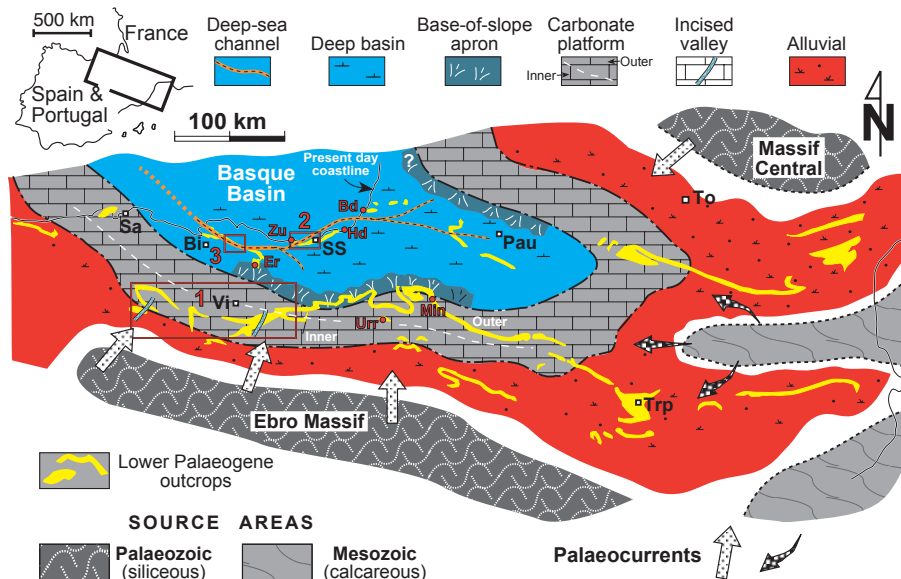 500 km
France
Spain &
Portugal
Deep-sea
channel
Deep basin
Base-of-slope
apron
Carbonate
platform
Inner
Outer
Incised
valley
Alluvial
100 km
N
Massif
Central
Present day
coastline
?
Basque
Basin
To
Sa
Bd
Zu
2
Hd
Bi
SS
Pau
3
Er
1
Vi
Min
Urr
Outer
Inner
Trp
Ebro Massif
Lower Palaeogene
outcrops
SOURCE AREAS
Palaeozoic
(siliceous)
Mesozoic
(calcareous)
Palaeocurrents